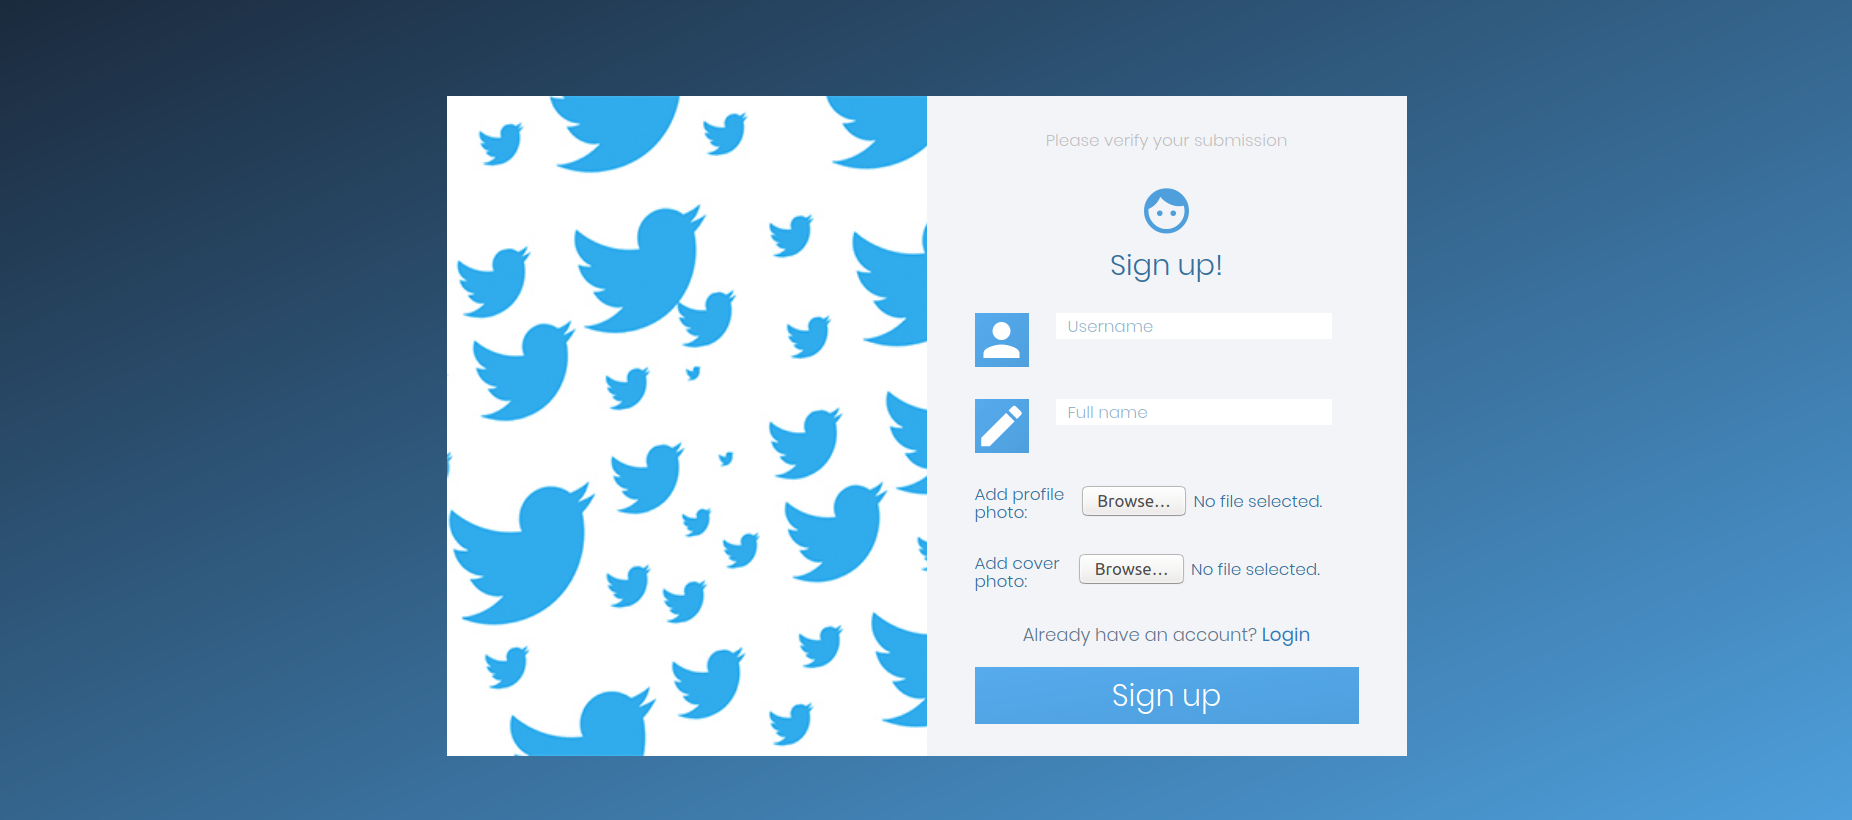 Please verify your submission
Sign up!
Username
Full name
Add profile
photo:
Browse...
No file selected.
Add cover
photo:
Browse...
No file selected.
Already have an account? Login
Sign up